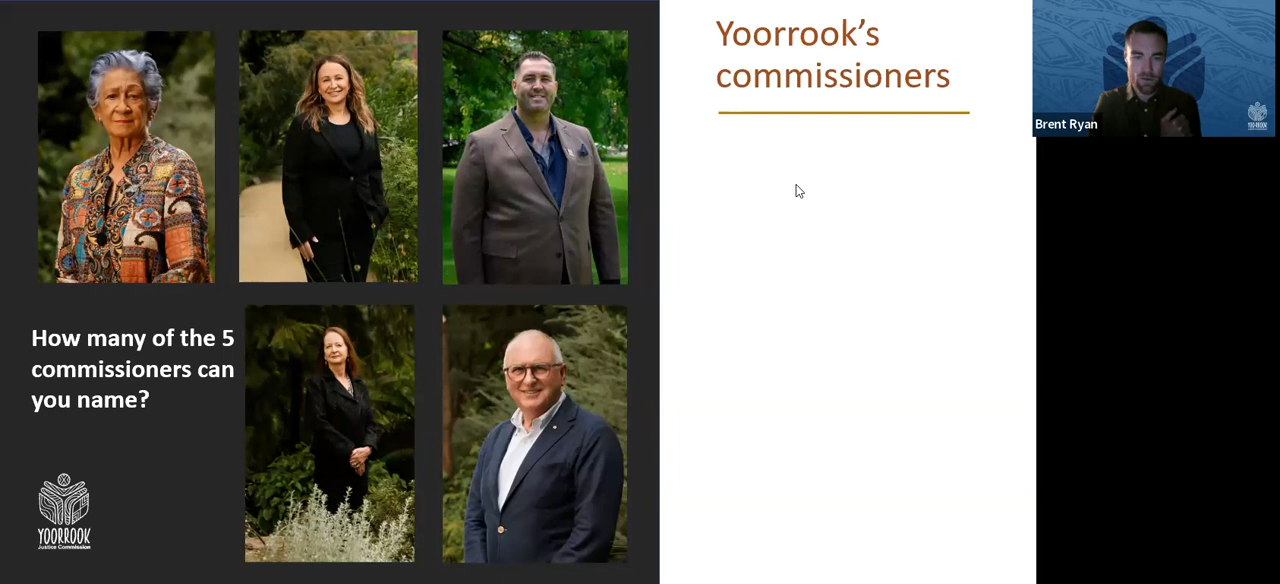 Yoorrook's
commissioners
Brent Ryan
How many of the 5
commissioners can
you name?
YOORROOK
Justice Commission